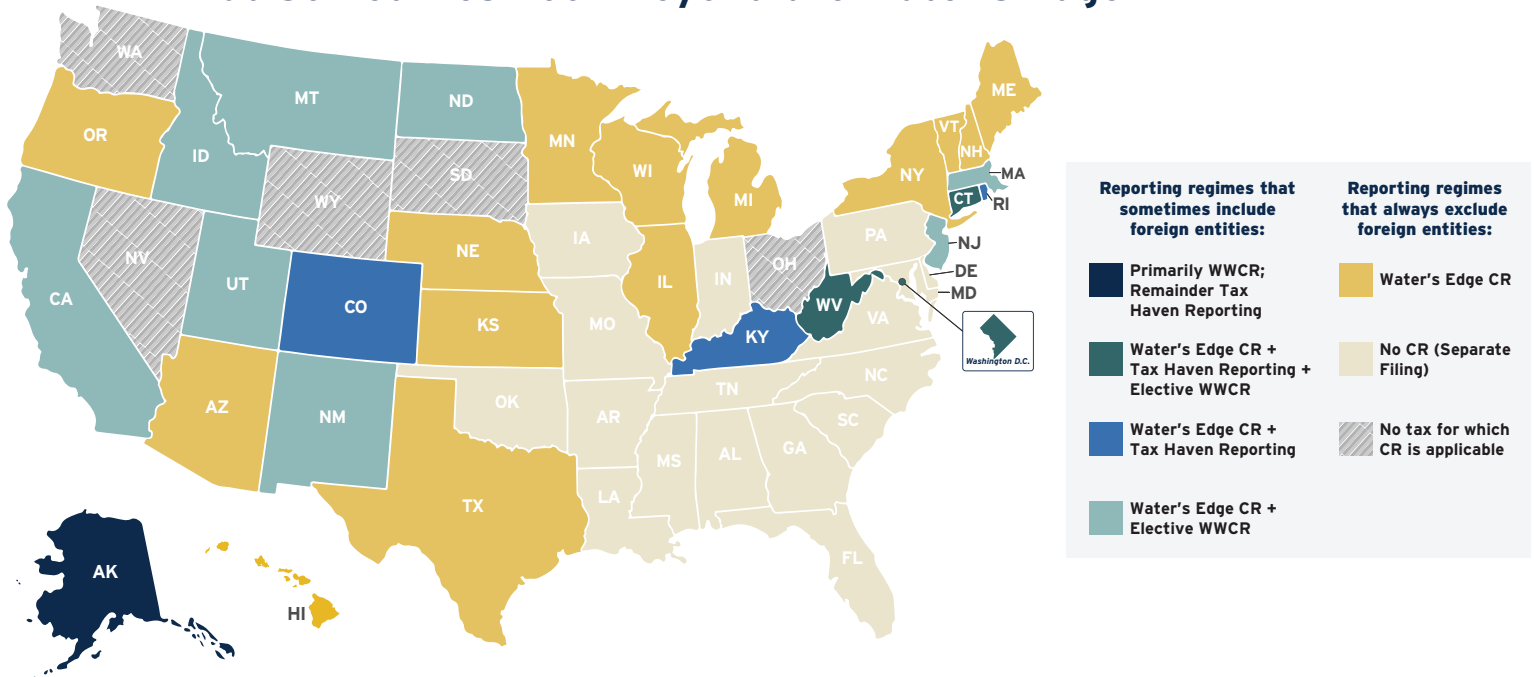 WA
MT
ND
ME
OR
MN
VT
ID
SD
WI
NH
NY
MA
WY
MI
CT
RI
NE
IA
PA
NJ
NV
OH
UT
IL
IN
DE
CA
MD
CO
WV
VA
KS
MO
KY
Washington D.C.
NC
TN
OK
AZ
AR
NM
SC
MS
AL
GA
LA
TX
FL
AK
HI
Reporting regimes that
sometimes include
foreign entities:
Primarily WWCR;
Remainder Tax
Haven Reporting
Water's Edge CR +
Tax Haven Reporting +
Elective WWCR
Water's Edge CR +
Tax Haven Reporting
Water's Edge CR +
Elective WWCR
Reporting regimes
that always exclude
foreign entities:
Water's Edge CR
No CR (Separate
Filing)
No tax for which
CR is applicable